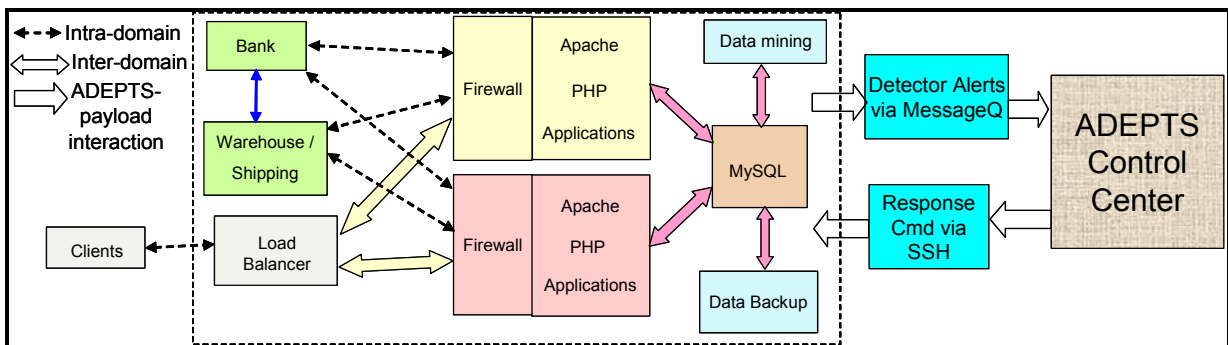 Intra-domain
Inter-domain
ADEPTS-
payload
interaction
Bank
Warehouse /
Shipping
Clients
Load
Balancer
Firewall
Apache
PHP
Applications
Firewall
Apache
PHP
Applications
Data mining
MySQL
Data Backup
Detector Alerts
via MessageQ
Response
Cmd via
SSH
ADEPTS
Control
Center